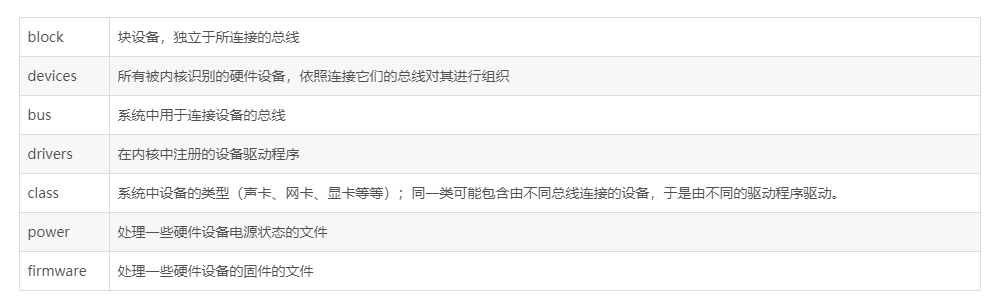 block 块设备，独立于所连接的总线
devices 所有被内核识别的硬件设备，依照连接它们的总线对其进行组织
bus 系统中用于连接设备的总线
drivers 在内核中注册的设备驱动程序
class 系统中设备的类型（声卡、网卡、显卡等等）；同一类可能包含由不同总线连接的设备，于是由不同的驱动程序驱动。
power 处理一些硬件设备电源状态的文件
firmware 处理一些硬件设备的固件的文件